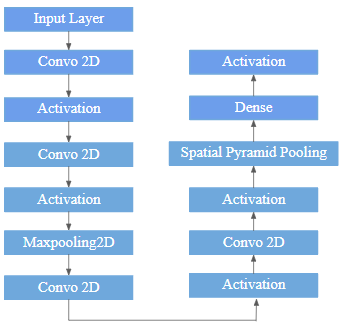 Input Layer
Convo 2D
Activation
Convo 2D
Activation
Maxpooling2D
Convo 2D
Activation
Convo 2D
Activation
Spatial Pyramid Pooling
Dense
Activation